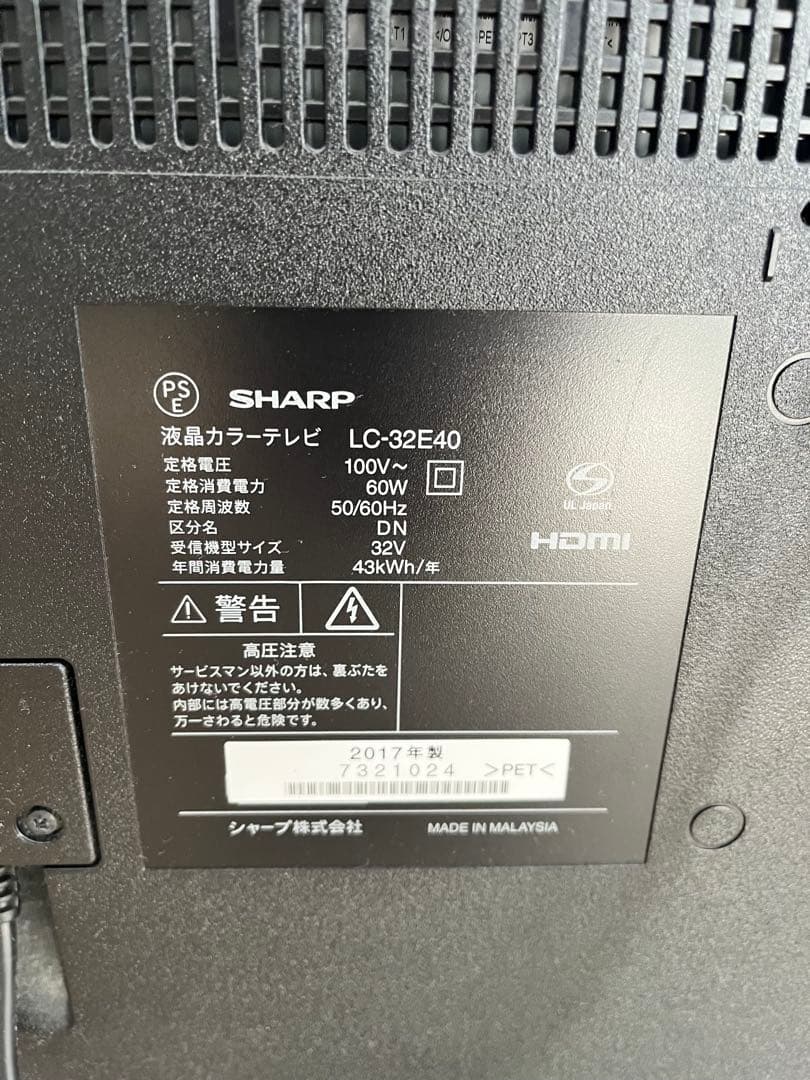 PS
E
SHARP
液晶カラーテレビ LC-32E40
定格電圧 100V～
定格消費電力 60W
定格周波数 50/60Hz
区分名 DN
受信機型サイズ 32V
年間消費電力量 43kWh/年
UL Japan
HDMI
警告
高圧注意
サービスマン以外の方は、裏ぶたを
あけないでください。
内部には高電圧部分が数多くあり、
万一さわると危険です。
2017年製
7321024 >PET<
シャープ株式会社 MADE IN MALAYSIA